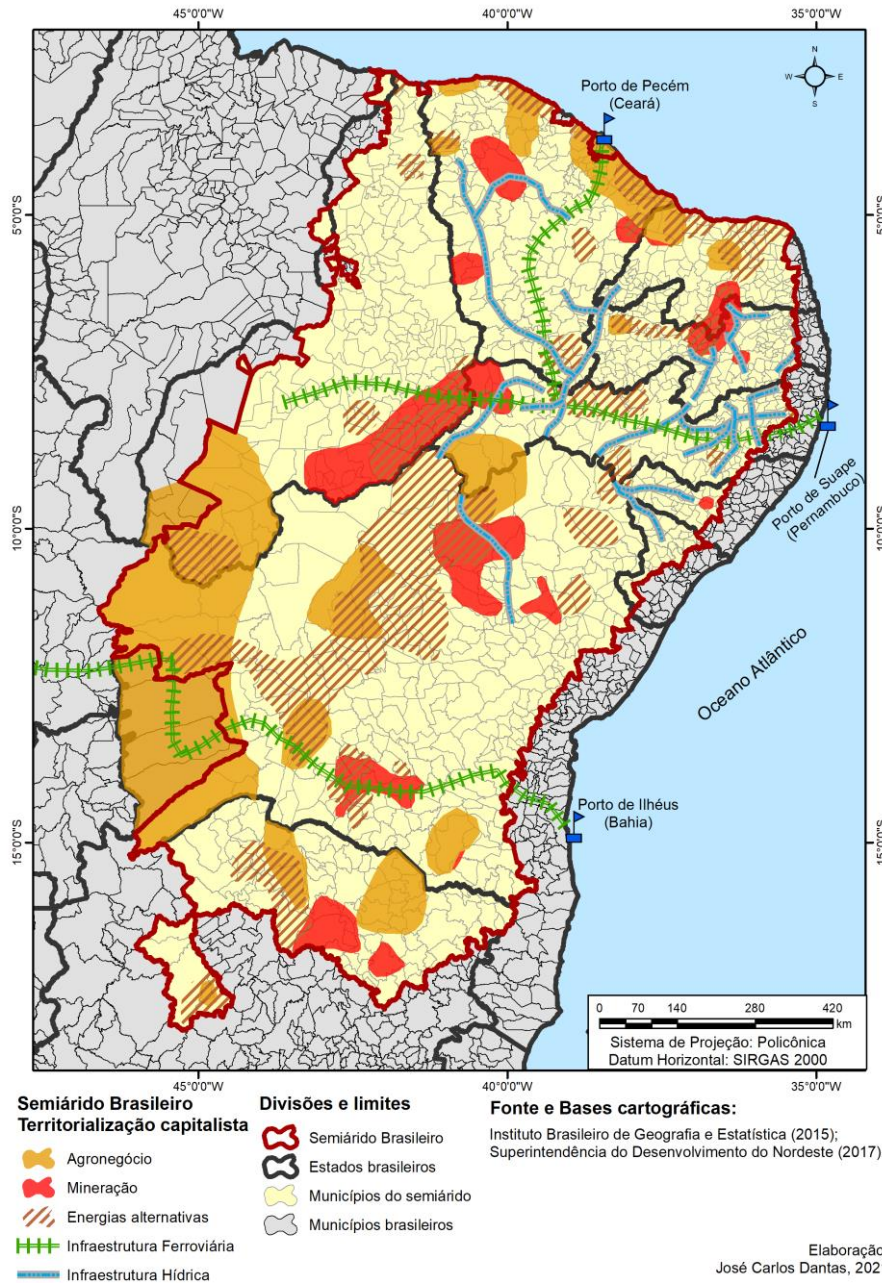 45°0'0"W 40°0'0"W 35°0'0"W
N
W E
S
Porto de Pecém
(Ceará)
5°0'0"S 5°0'0"S
Porto de Suape
(Pernambuco)
10°0'0"S 10°0'0"S
Oceano Atlântico
Porto de Ilhéus
(Bahia)
15°0'0"S 15°0'0"S
0 70 140 280 420
km
Sistema de Projeção: Policônica
Datum Horizontal: SIRGAS 2000
45°0'0"W 40°0'0"W 35°0'0"W
Semiárido Brasileiro
Territorialização capitalista
Agronegócio
Mineração
Energias alternativas
Infraestrutura Ferroviária
Infraestrutura Hídrica
Divisões e limites
Semiárido Brasileiro
Estados brasileiros
Municípios do semiárido
Municípios brasileiros
Fonte e Bases cartográficas:
Instituto Brasileiro de Geografia e Estatística (2015);
Superintendência do Desenvolvimento do Nordeste (2017)
Elaboração
José Carlos Dantas, 202